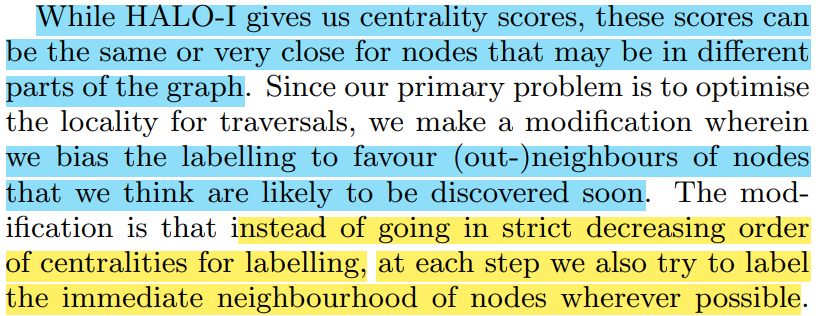 While HALO-I gives us centrality scores, these scores can
be the same or very close for nodes that may be in different
parts of the graph. Since our primary problem is to optimise
the locality for traversals, we make a modification wherein
we bias the labelling to favour (out-)neighbours of nodes
that we think are likely to be discovered soon. The mod-
ification is that instead of going in strict decreasing order
of centralities for labelling, at each step we also try to label
the immediate neighbourhood of nodes wherever possible.